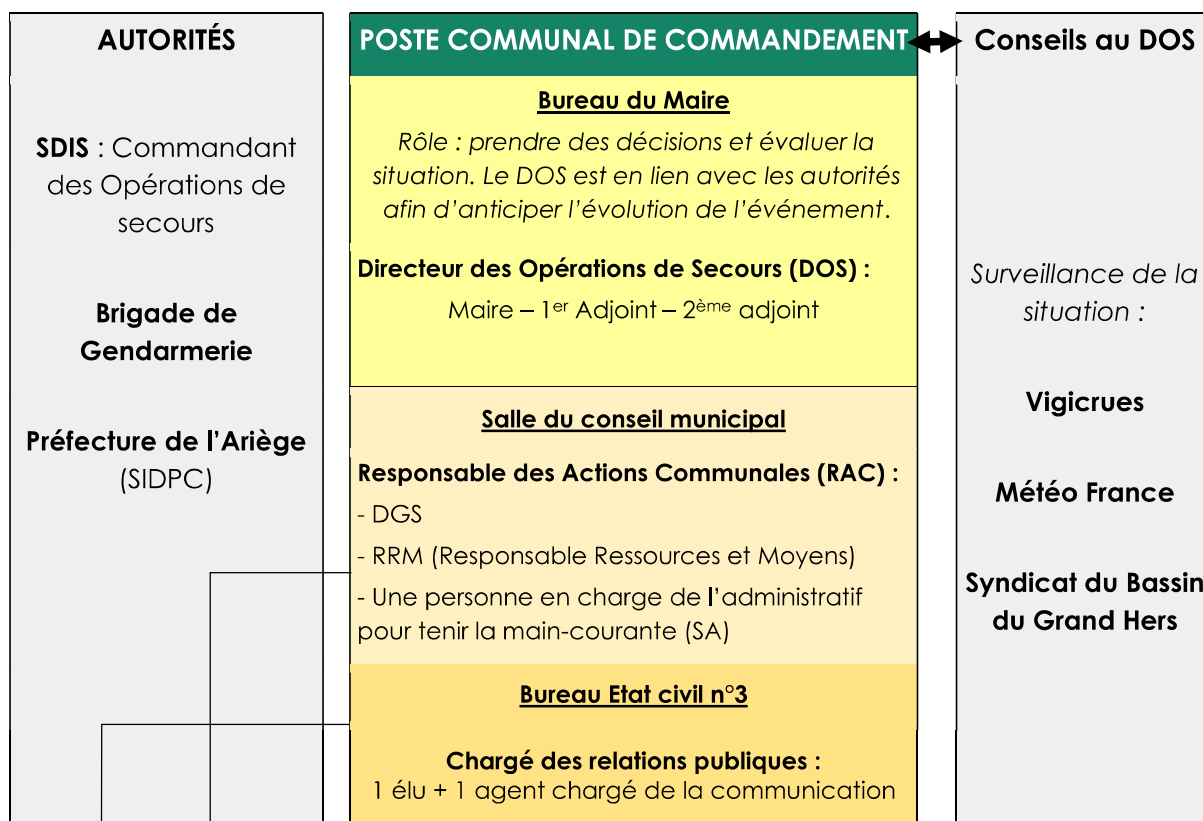 AUTORITÉS
SDIS : Commandant
des Opérations de
secours
Brigade de
Gendarmerie
Préfecture de l’Ariège
(SIDPC)
POSTE COMMUNAL DE COMMANDEMENT
Bureau du Maire
Rôle : prendre des décisions et évaluer la
situation. Le DOS est en lien avec les autorités
afin d’anticiper l’évolution de l’événement.
Directeur des Opérations de Secours (DOS) :
Maire – 1er Adjoint – 2ème adjoint
Salle du conseil municipal
Responsable des Actions Communales (RAC) :
- DGS
- RRM (Responsable Ressources et Moyens)
- Une personne en charge de l’administratif
pour tenir la main-courante (SA)
Bureau Etat civil n°3
Chargé des relations publiques :
1 élu + 1 agent chargé de la communication
Conseils au DOS
Surveillance de la
situation :
Vigicrues
Météo France
Syndicat du Bassin
du Grand Hers